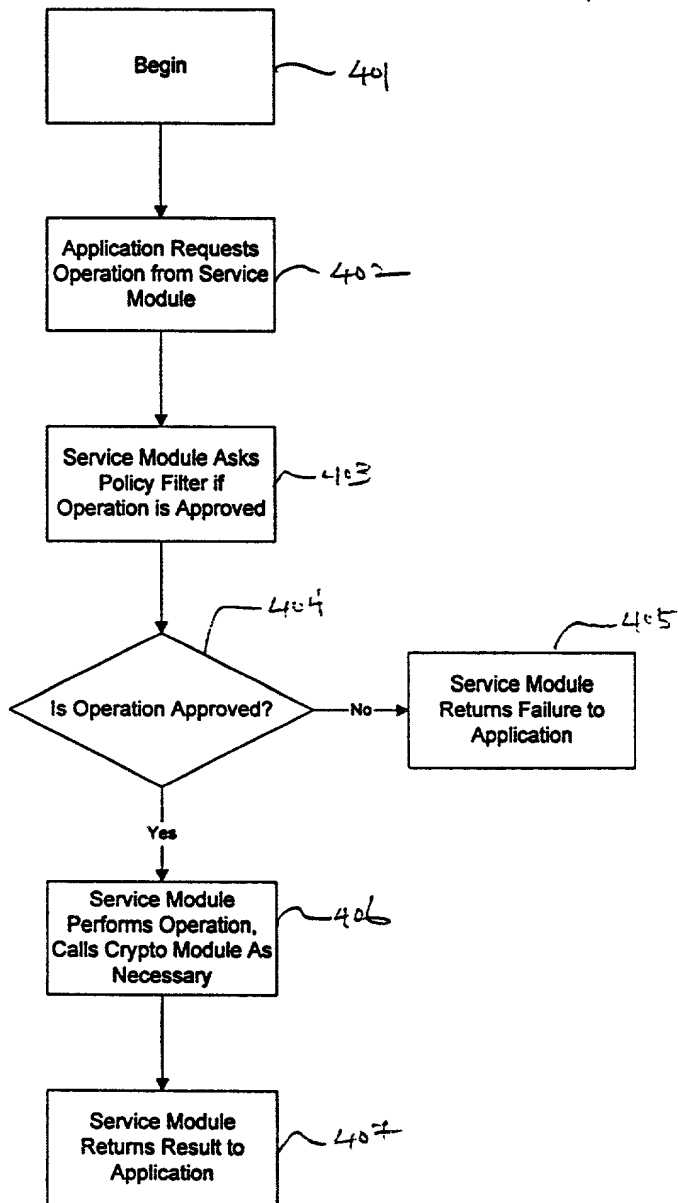 Begin
401
Application Requests
Operation from Service
Module
402
Service Module Asks
Policy Filter if
Operation is Approved
403
404
Is Operation Approved?
No
405
Service Module
Returns Failure to
Application
Yes
Service Module
Performs Operation,
Calls Crypto Module As
Necessary
406
Service Module
Returns Result to
Application
407